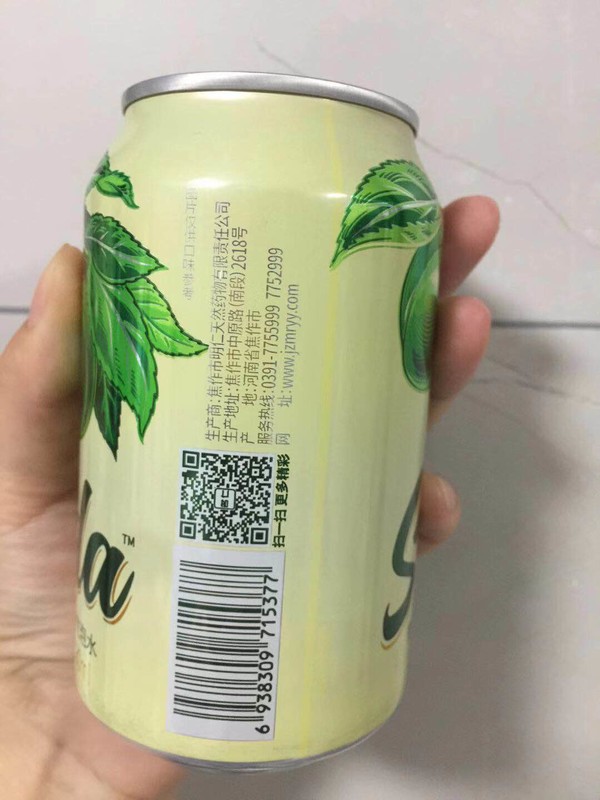 生产商:焦作市明仁天然药物有限责任公司
生产地址:焦作市中原路(南段)2618号
产 地:河南省焦作市
服务热线:0391-7755999 7752999
网 址:www.jzmryy.com
扫一扫 更多精彩
6 938309 715377
la™
水
S